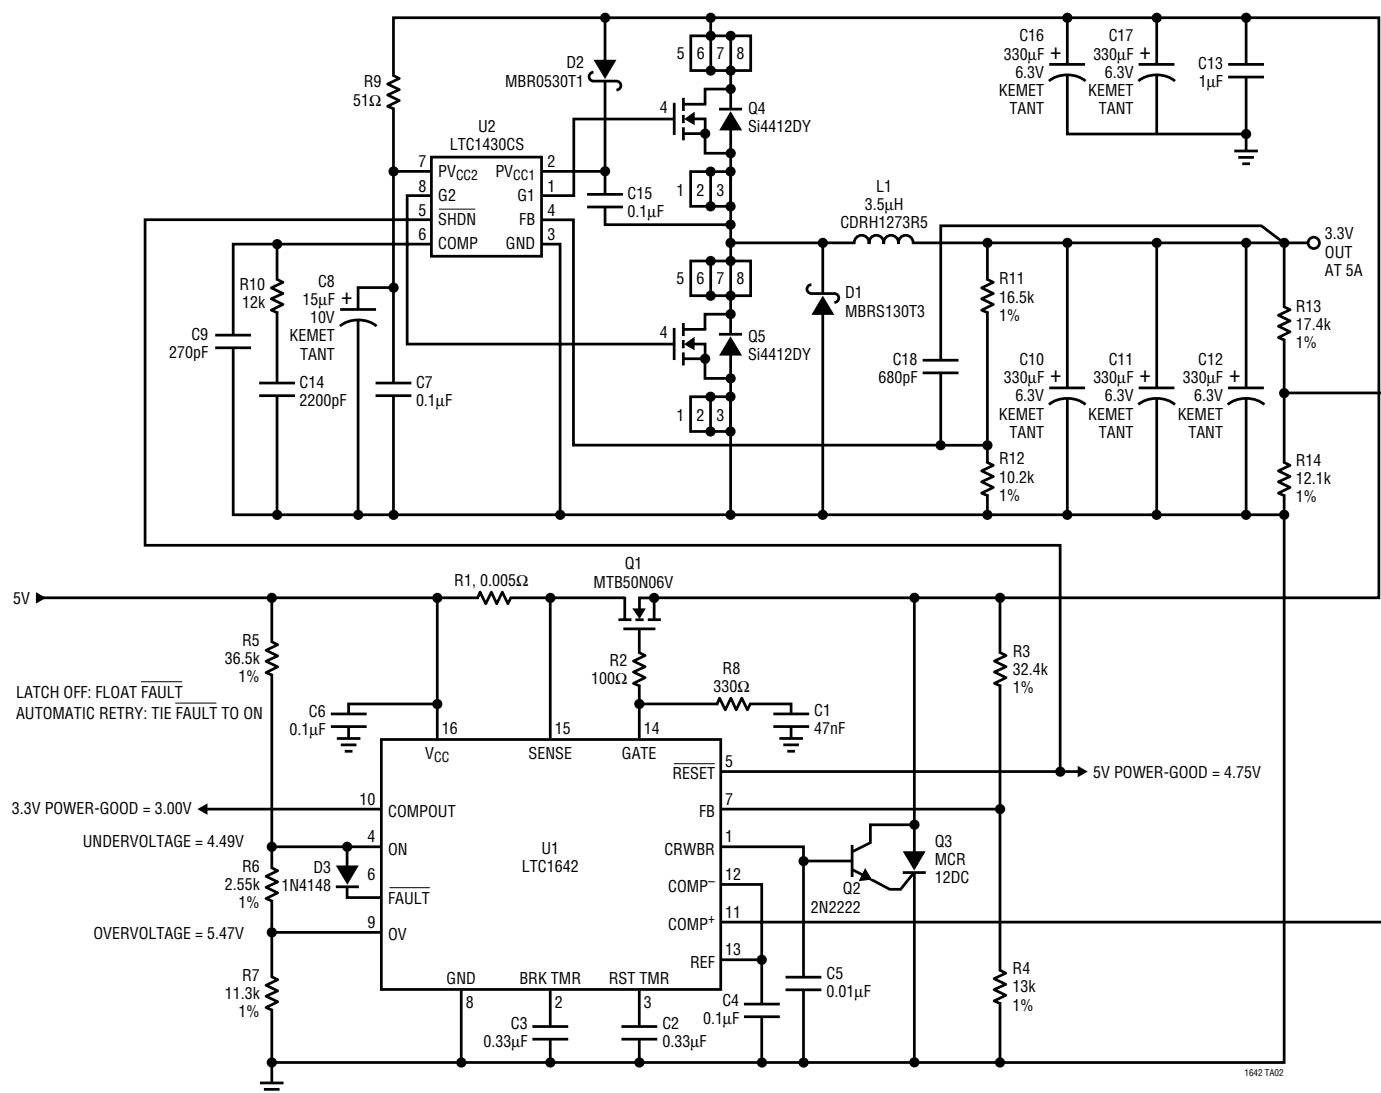 R9
51Ω
D2
MBR0530T1
5 6 7 8
4
Q4
Si4412DY
1 2 3
C16
330µF
+
6.3V
KEMET
TANT
C17
330µF
+
6.3V
KEMET
TANT
C13
1µF
U2
LTC1430CS
7
PVCC2
PVCC1
2
8
G2
G1
1
5
SHDN
FB
4
6
COMP
GND
3
C15
0.1µF
L1
3.5µH
CDRH1273R5
3.3V
OUT
AT 5A
R10
12k
C8
15µF
+
10V
KEMET
TANT
C9
270pF
C14
2200pF
C7
0.1µF
5 6 7 8
4
Q5
Si4412DY
1 2 3
D1
MBRS130T3
R11
16.5k
1%
R13
17.4k
1%
C18
680pF
C10
330µF
+
6.3V
KEMET
TANT
C11
330µF
+
6.3V
KEMET
TANT
C12
330µF
+
6.3V
KEMET
TANT
R12
10.2k
1%
R14
12.1k
1%
5V
R1, 0.005Ω
Q1
MTB50N06V
R5
36.5k
1%
R2
100Ω
R8
330Ω
R3
32.4k
1%
LATCH OFF: FLOAT FAULT
AUTOMATIC RETRY: TIE FAULT TO ON
C6
0.1µF
C1
47nF
16
15
14
VCC
SENSE
GATE
RESET
5
5V POWER-GOOD = 4.75V
3.3V POWER-GOOD = 3.00V
10
COMPOUT
FB
7
UNDERVOLTAGE = 4.49V
4
ON
U1
LTC1642
CRWBR
1
R6
2.55k
1%
D3
1N4148
6
FAULT
COMP–
12
Q2
2N2222
Q3
MCR
12DC
OVERVOLTAGE = 5.47V
9
OV
COMP+
11
REF
13
R7
11.3k
1%
GND
BRK TMR
RST TMR
8
2
3
C3
0.33µF
C2
0.33µF
C4
0.1µF
C5
0.01µF
R4
13k
1%
1642 TA02